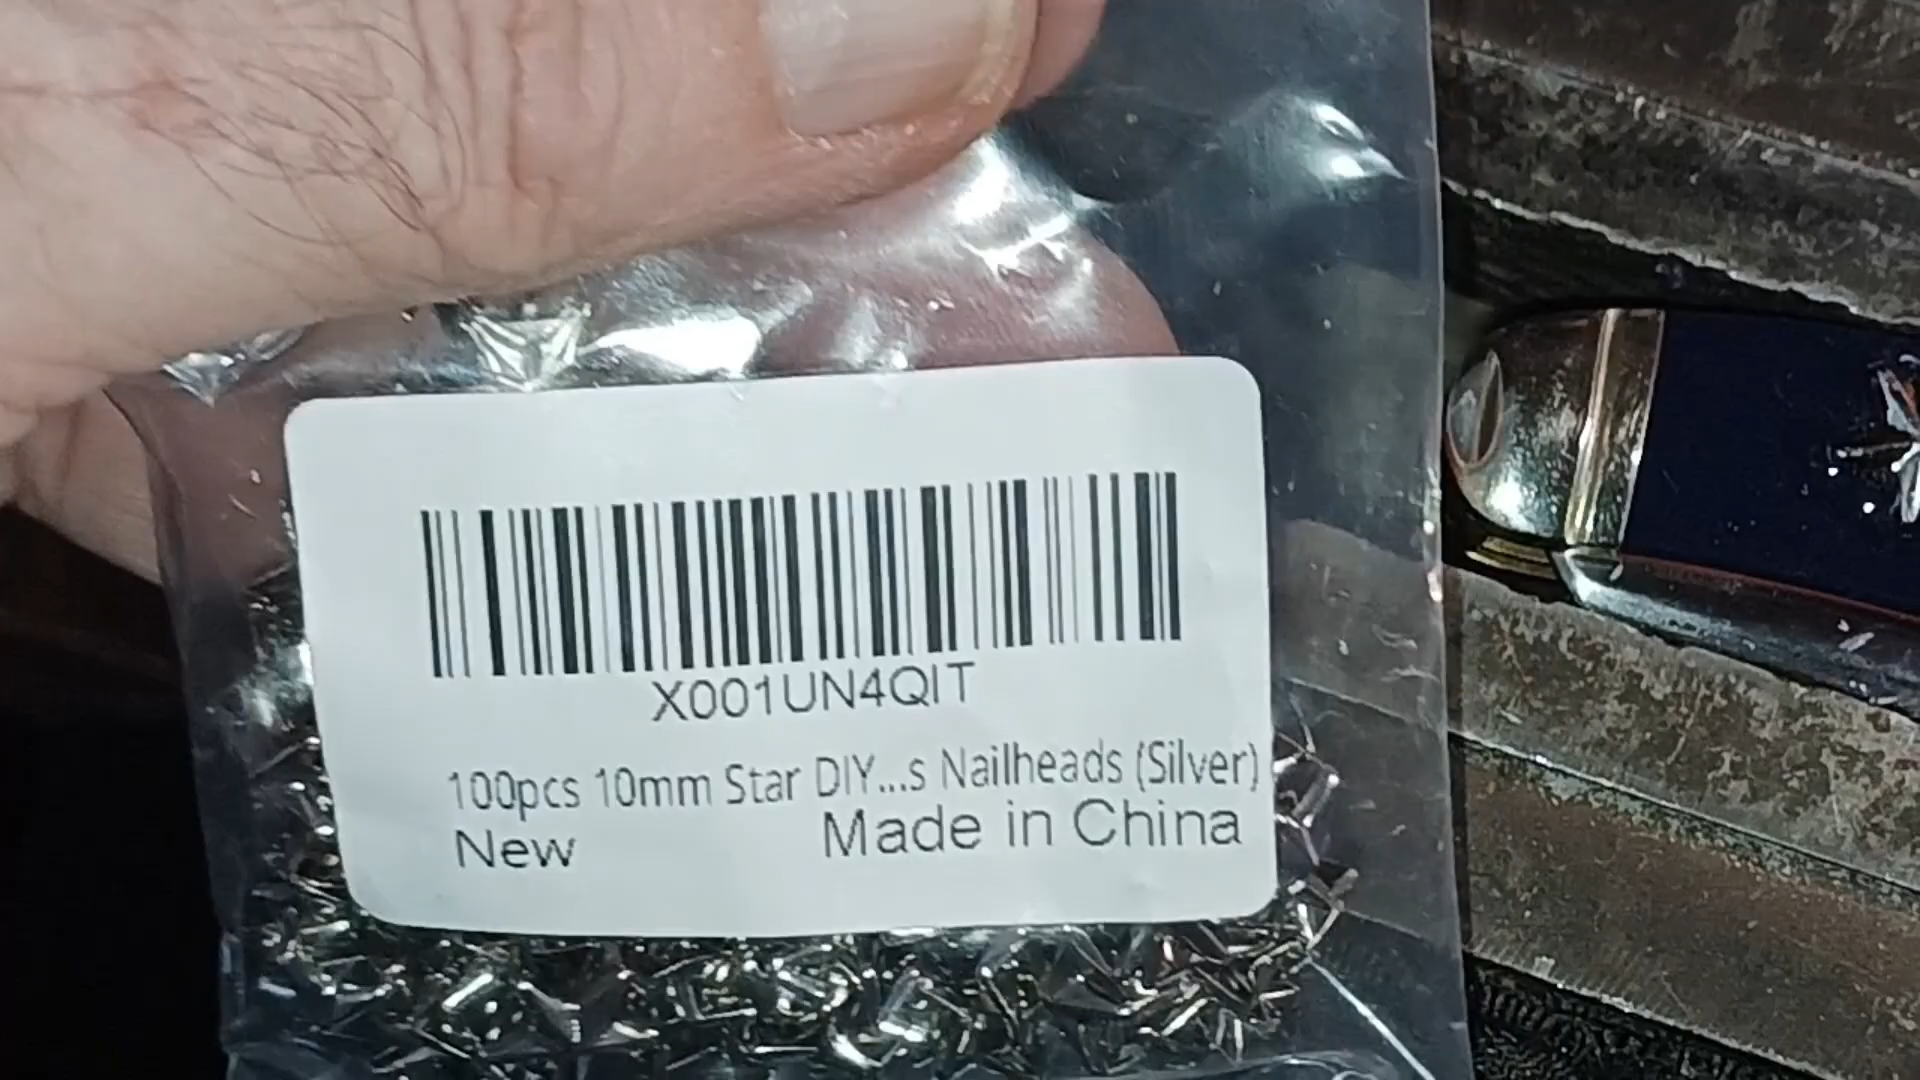 X001UN4QIT
100pcs 10mm Star DIY...s Nailheads (Silver)
New Made in China